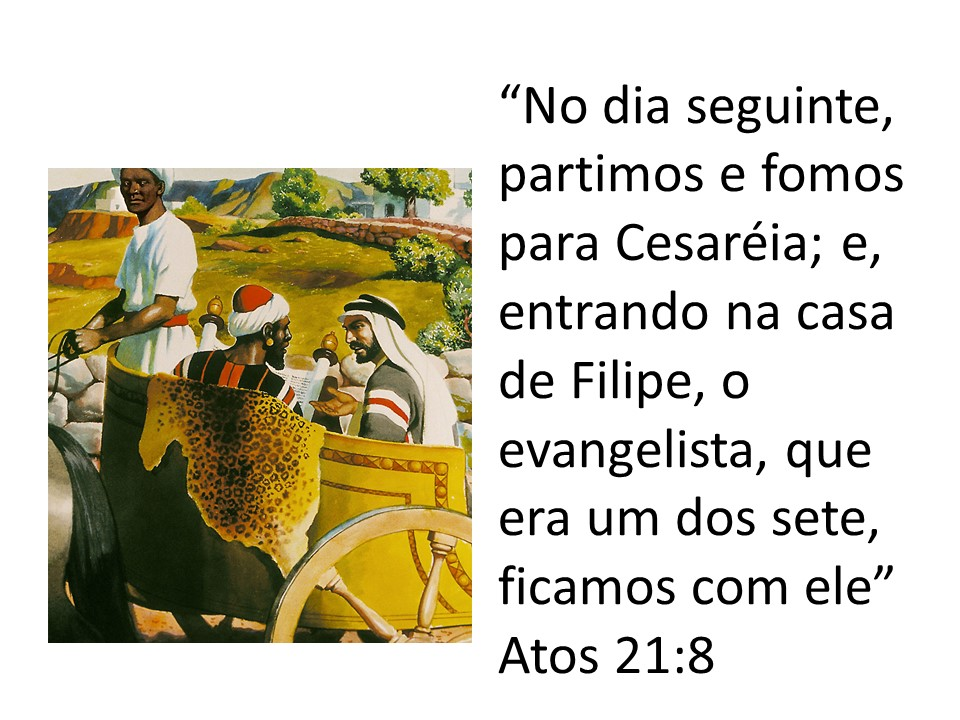 “No dia seguinte,
partimos e fomos
para Cesaréia; e,
entrando na casa
de Filipe, o
evangelista, que
era um dos sete,
ficamos com ele”
Atos 21:8